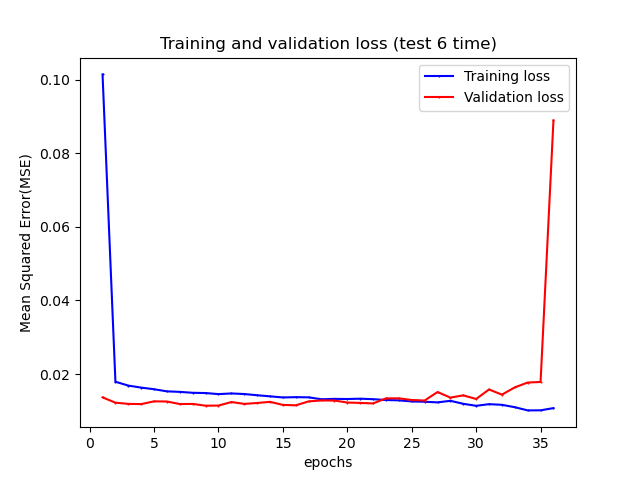 Training and validation loss (test 6 time)
Training loss
Validation loss
0.10
0.08
0.06
0.04
0.02
Mean Squared Error(MSE)
0
5
10
15
20
25
30
35
epochs